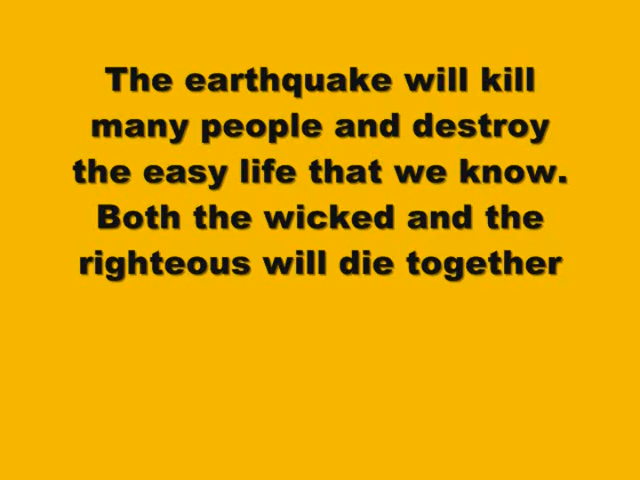 The earthquake will kill
many people and destroy
the easy life that we know.
Both the wicked and the
righteous will die together